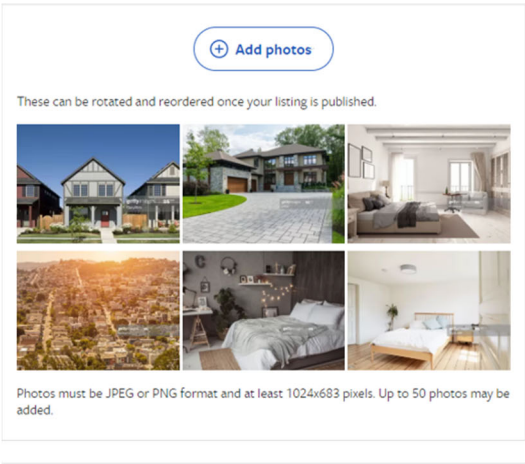 Add photos
These can be rotated and reordered once your listing is published.
Photos must be JPEG or PNG format and at least 1024x683 pixels. Up to 50 photos may be
added.